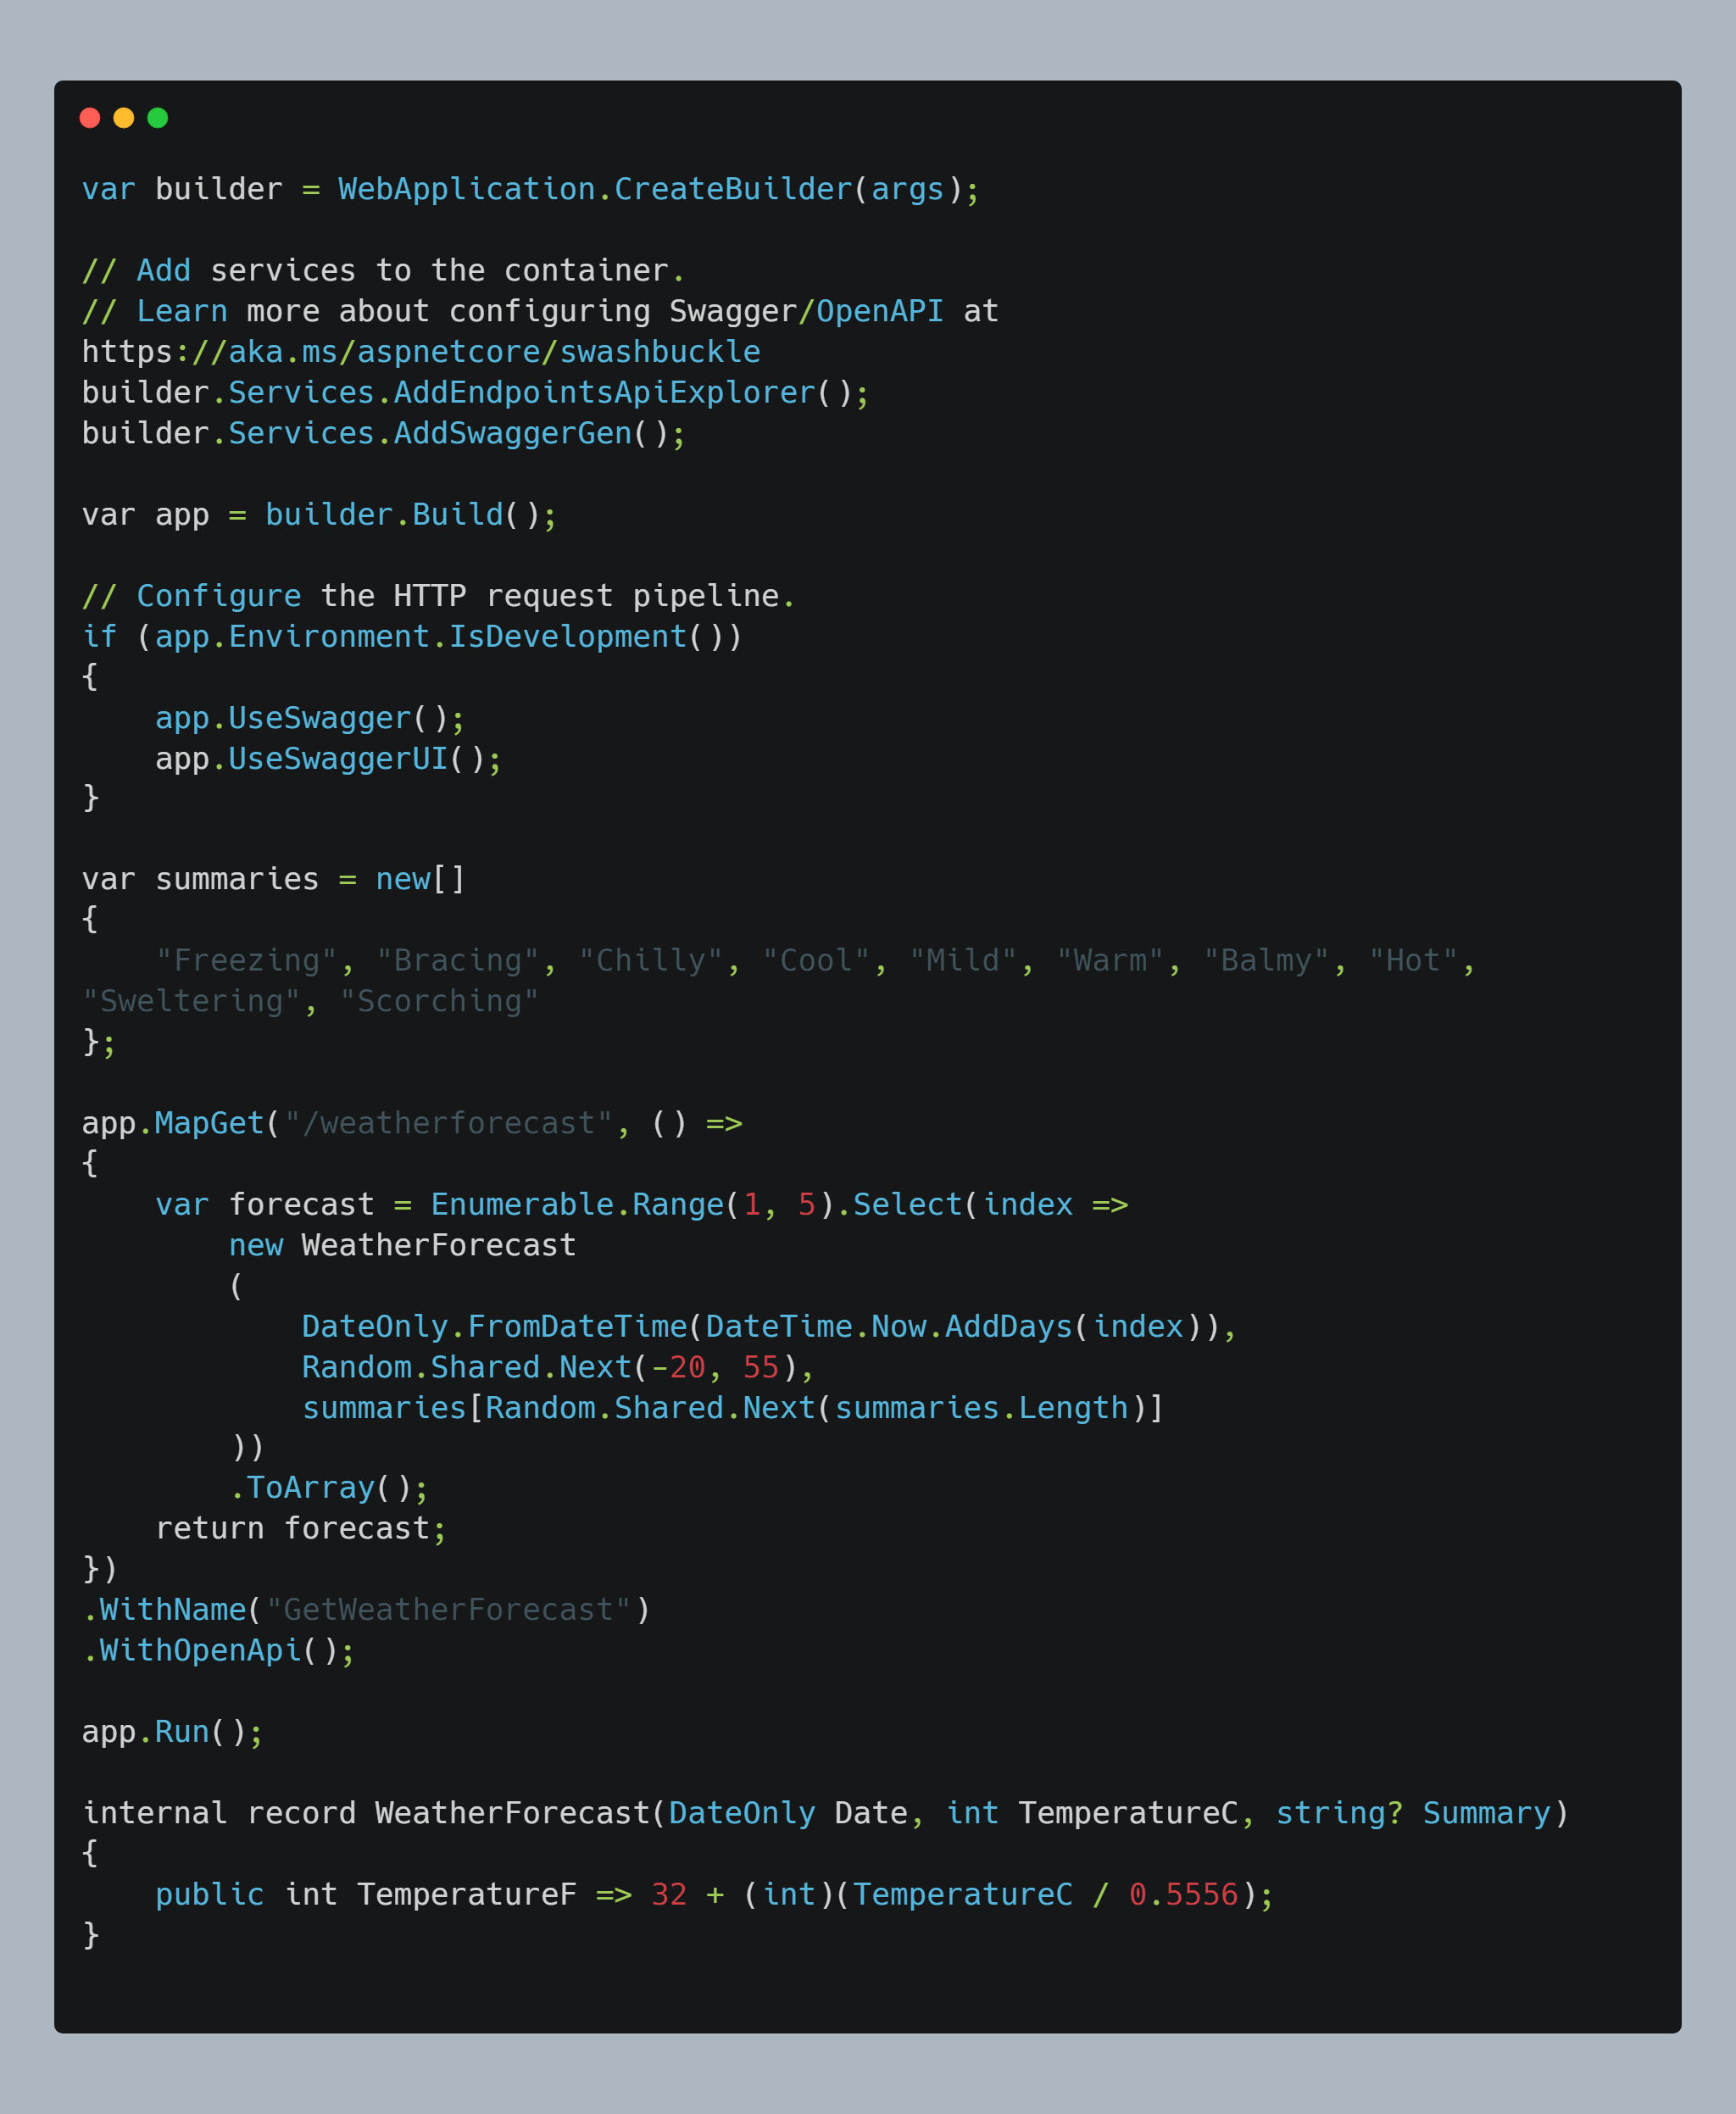 var builder = WebApplication.CreateBuilder(args);

// Add services to the container.
// Learn more about configuring Swagger/OpenAPI at
https://aka.ms/aspnetcore/swashbuckle
builder.Services.AddEndpointsApiExplorer();
builder.Services.AddSwaggerGen();

var app = builder.Build();

// Configure the HTTP request pipeline.
if (app.Environment.IsDevelopment())
{
    app.UseSwagger();
    app.UseSwaggerUI();
}

var summaries = new[]
{
    "Freezing", "Bracing", "Chilly", "Cool", "Mild", "Warm", "Balmy", "Hot",
"Sweltering", "Scorching"
};

app.MapGet("/weatherforecast", () =>
{
    var forecast = Enumerable.Range(1, 5).Select(index =>
        new WeatherForecast
        (
            DateOnly.FromDateTime(DateTime.Now.AddDays(index)),
            Random.Shared.Next(-20, 55),
            summaries[Random.Shared.Next(summaries.Length)]
        ))
        .ToArray();
    return forecast;
})
.WithName("GetWeatherForecast")
.WithOpenApi();

app.Run();

internal record WeatherForecast(DateOnly Date, int TemperatureC, string? Summary)
{
    public int TemperatureF => 32 + (int)(TemperatureC / 0.5556);
}